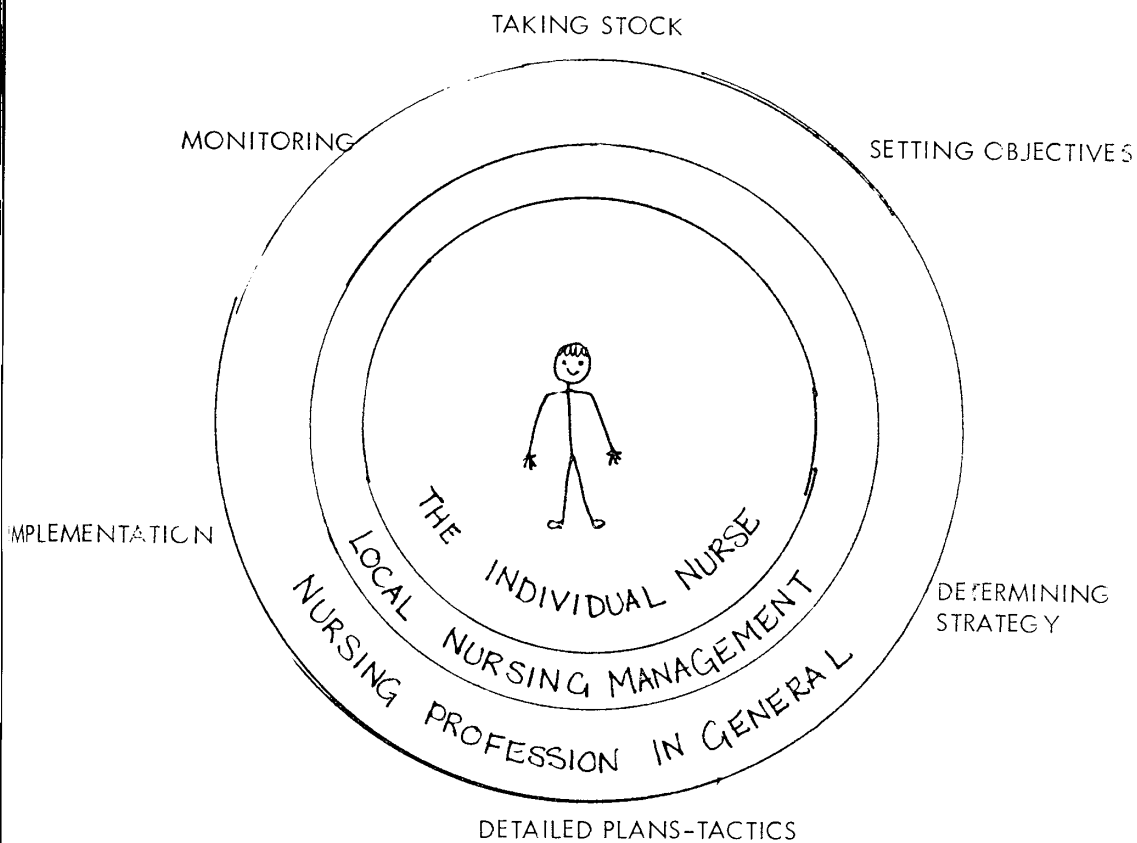 TAKING STOCK
MONITORING
SETTING OBJECTIVES
IMPLEMENTATION
DETERMINING
STRATEGY
THE INDIVIDUAL NURSE
LOCAL NURSING MANAGEMENT
NURSING PROFESSION IN GENERAL
DETAILED PLANS-TACTICS